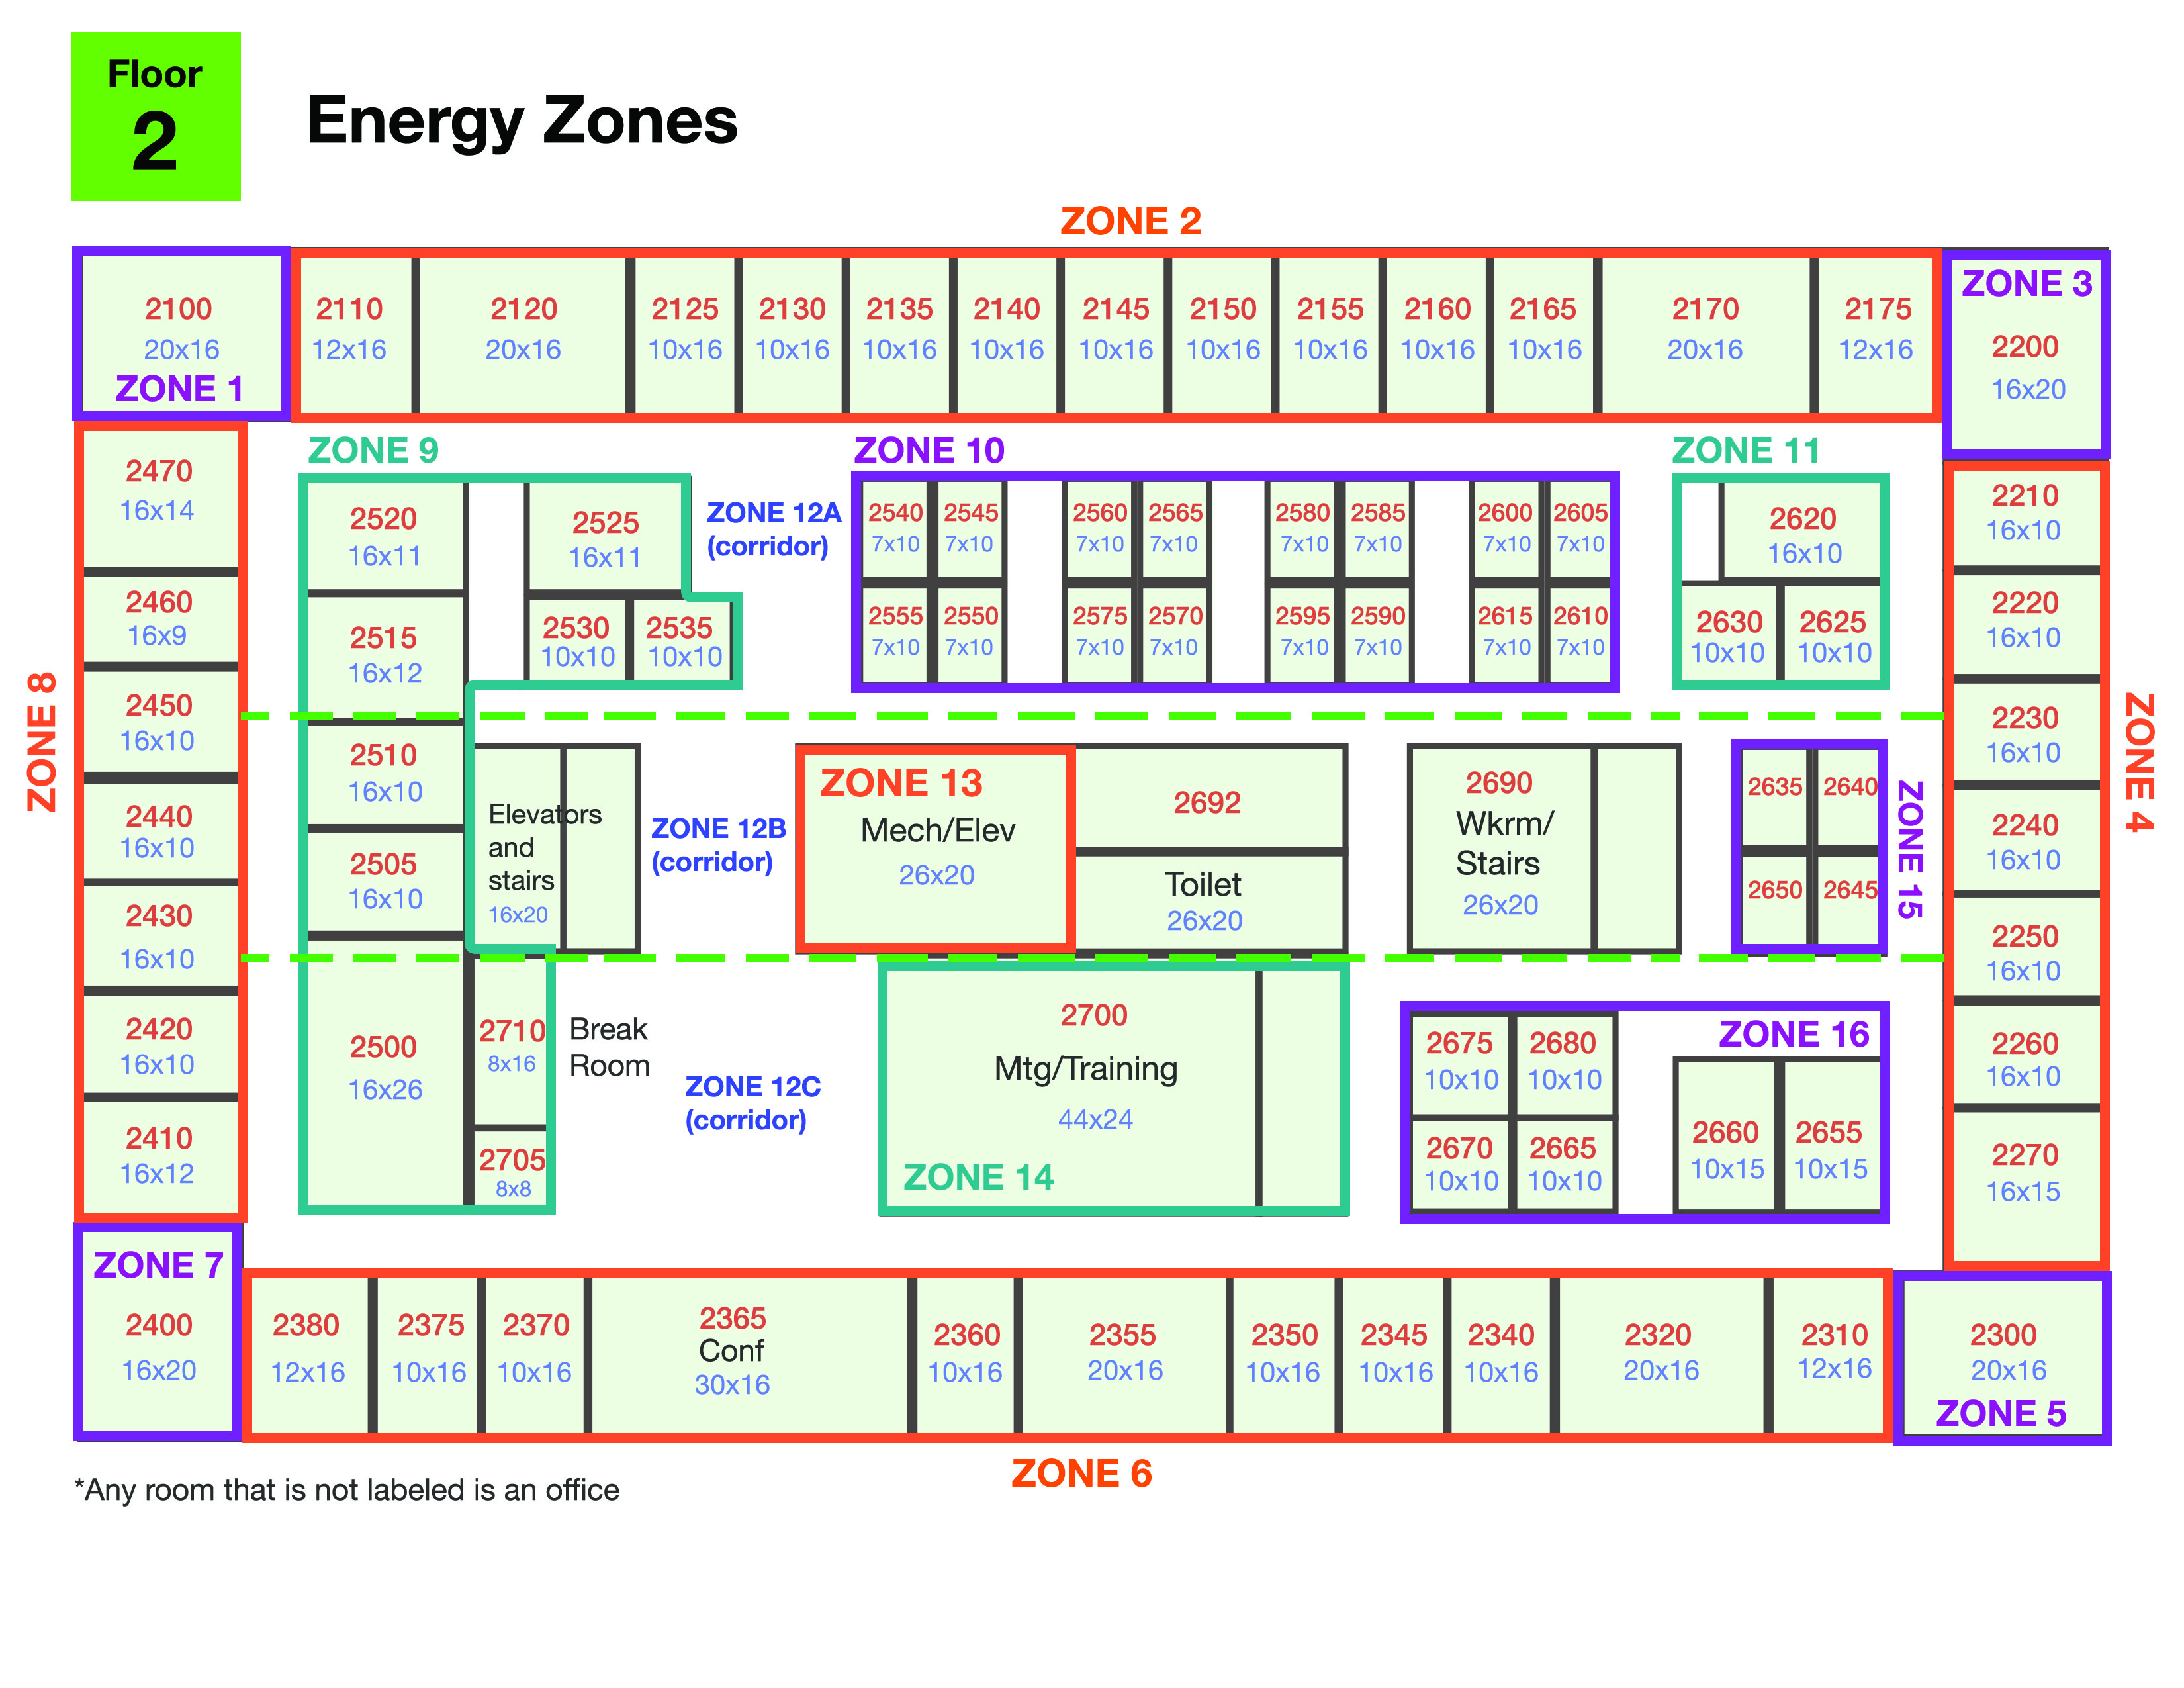 Floor
2
Energy Zones
ZONE 2
2100
20x16
ZONE 1
2110
12x16
2120
20x16
2125
10x16
2130
10x16
2135
10x16
2140
10x16
2145
10x16
2150
10x16
2155
10x16
2160
10x16
2165
10x16
2170
20x16
2175
12x16
ZONE 3
2200
16x20
ZONE 8
2470
16x14
2460
16x9
2450
16x10
2440
16x10
2430
16x10
2420
16x10
2410
16x12
ZONE 9
2520
16x11
2525
16x11
2515
16x12
2530
10x10
2535
10x10
2510
16x10
2505
16x10
2500
16x26
2710
8x16
2705
8x8
Break
Room
Elevators
and
stairs
16x20
ZONE 12A
(corridor)
ZONE 12B
(corridor)
ZONE 12C
(corridor)
ZONE 10
2540
7x10
2545
7x10
2560
7x10
2565
7x10
2580
7x10
2585
7x10
2600
7x10
2605
7x10
2555
7x10
2550
7x10
2575
7x10
2570
7x10
2595
7x10
2590
7x10
2615
7x10
2610
7x10
ZONE 11
2620
16x10
2630
10x10
2625
10x10
ZONE 13
Mech/Elev
26x20
2692
Toilet
26x20
2690
Wkrm/
Stairs
26x20
2635
2640
2650
2645
ZONE 15
2700
Mtg/Training
44x24
ZONE 14
ZONE 16
2675
10x10
2680
10x10
2670
10x10
2665
10x10
2660
10x15
2655
10x15
2210
16x10
2220
16x10
2230
16x10
2240
16x10
2250
16x10
2260
16x10
2270
16x15
ZONE 4
ZONE 7
2400
16x20
2380
12x16
2375
10x16
2370
10x16
2365
Conf
30x16
2360
10x16
2355
20x16
2350
10x16
2345
10x16
2340
10x16
2320
20x16
2310
12x16
2300
20x16
ZONE 5
ZONE 6
*Any room that is not labeled is an office